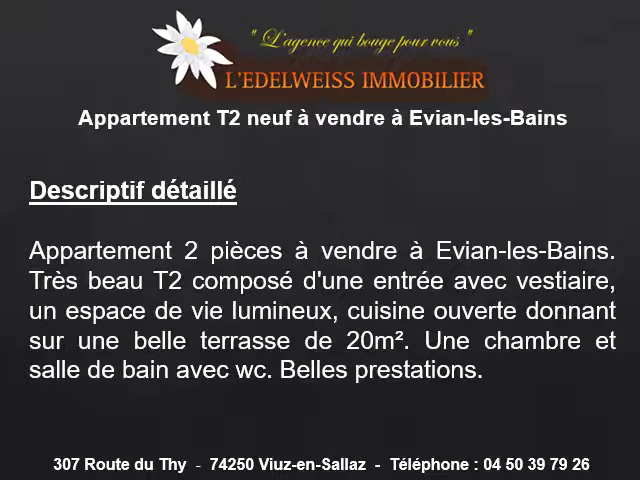 " L'agence qui bouge pour vous "
L'EDELWEISS IMMOBILIER
Appartement T2 neuf à vendre à Evian-les-Bains
Descriptif détaillé
Appartement 2 pièces à vendre à Evian-les-Bains.
Très beau T2 composé d'une entrée avec vestiaire,
un espace de vie lumineux, cuisine ouverte donnant
sur une belle terrasse de 20m². Une chambre et
salle de bain avec wc. Belles prestations.
307 Route du Thy - 74250 Viuz-en-Sallaz - Téléphone : 04 50 39 79 26